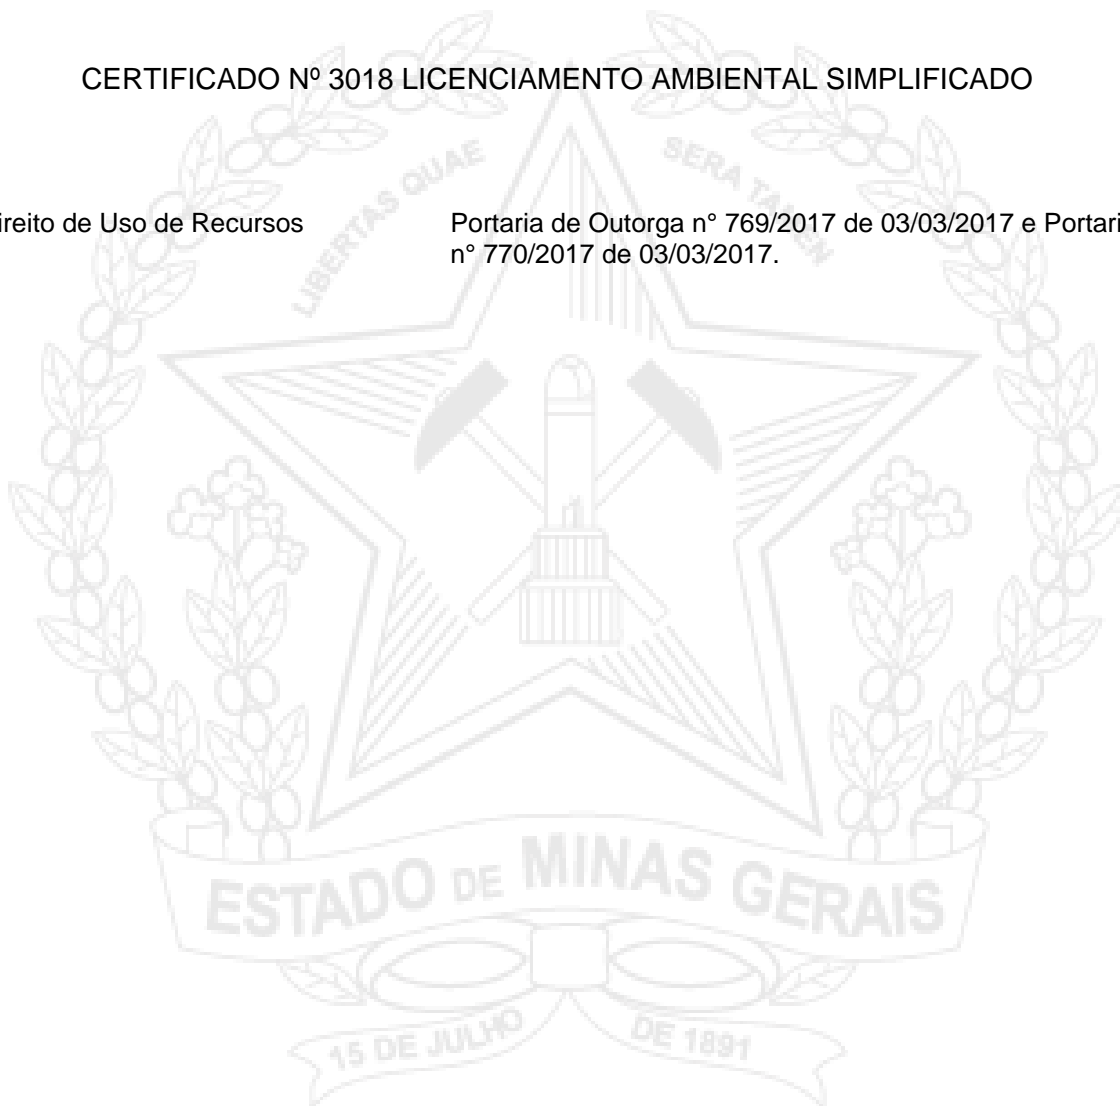 CERTIFICADO Nº 3018 LICENCIAMENTO AMBIENTAL SIMPLIFICADO
LIBERTAS QUAE SERA TAMEN
ireito de Uso de Recursos
Portaria de Outorga n° 769/2017 de 03/03/2017 e Portari
n° 770/2017 de 03/03/2017.
ESTADO DE MINAS GERAIS
15 DE JULHO DE 1891